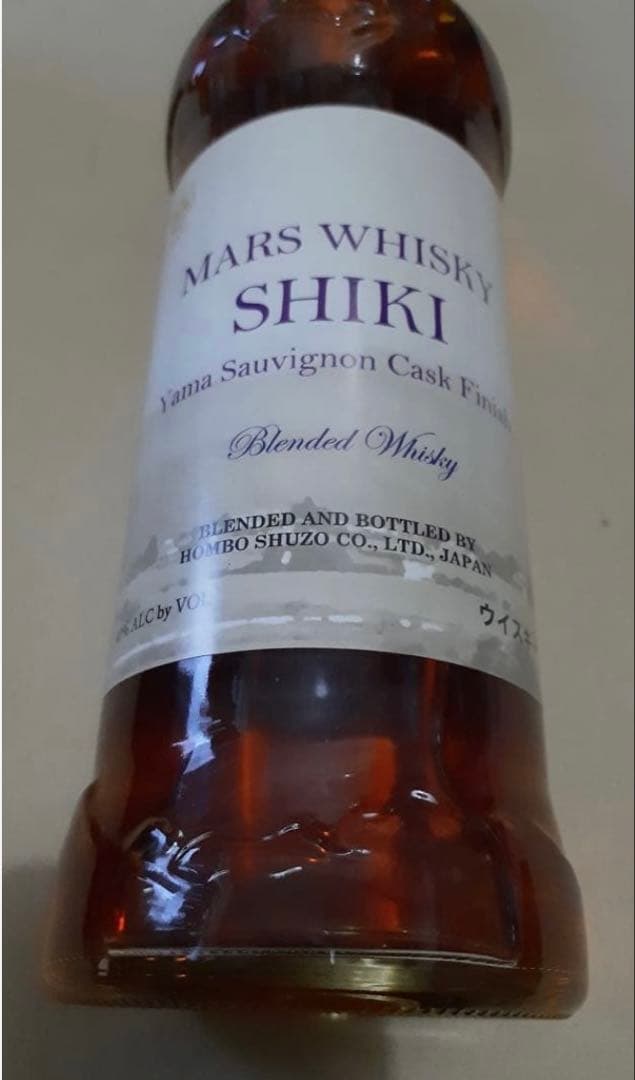 MARS WHISKY
SHIKI
Yama Sauvignon Cask Finish
Blended Whisky
BLENDED AND BOTTLED BY
HOMBO SHUZO CO., LTD., JAPAN
% ALC by VOL
ウイスキ